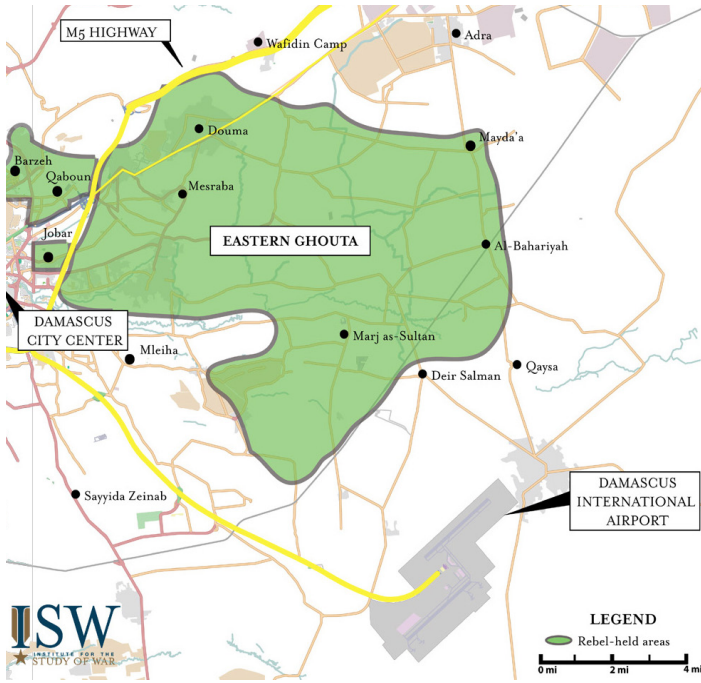 M5 HIGHWAY
Wafidin Camp
Adra
Douma
Mayda'a
Barzeh
Qaboun
Mesraba
Jobar
EASTERN GHOUTA
Al-Bahariyah
DAMASCUS
CITY CENTER
Marj as-Sultan
Mleiha
Deir Salman
Qaysa
Sayyida Zeinab
DAMASCUS
INTERNATIONAL
AIRPORT
ISW
INSTITUTE FOR THE
STUDY OF WAR
LEGEND
Rebel-held areas
0 mi 2 mi 4 mi